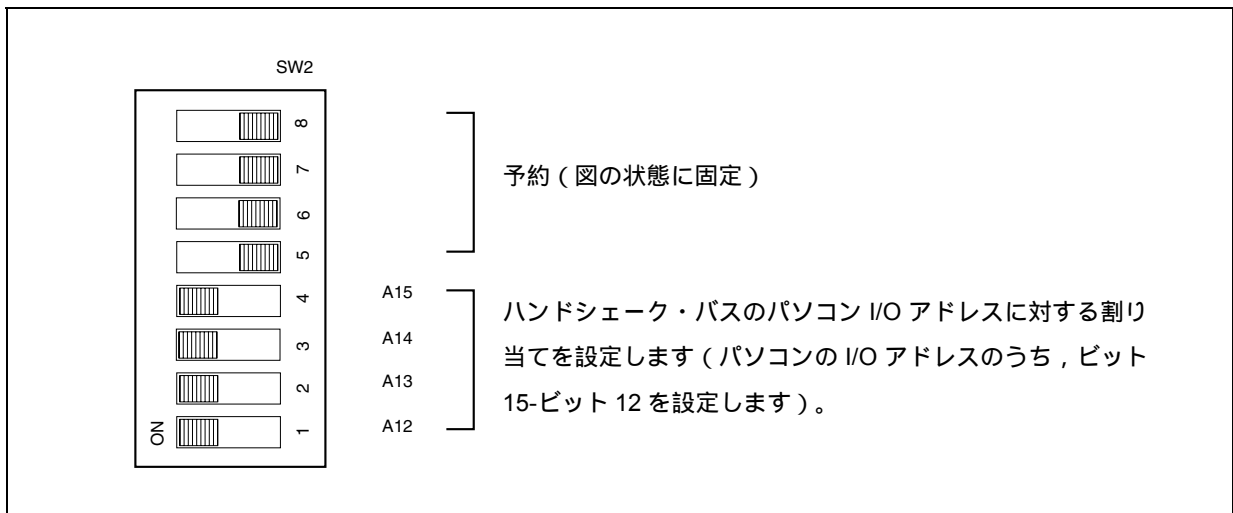 SW2
8
7
6
5
4
3
2
1
ON
予約(図の状態に固定)
A15
A14
A13
A12
ハンドシェーク・バスのパソコン I/O アドレスに対する割り
当てを設定します(パソコンの I/O アドレスのうち,ビット
15-ビット 12 を設定します)。